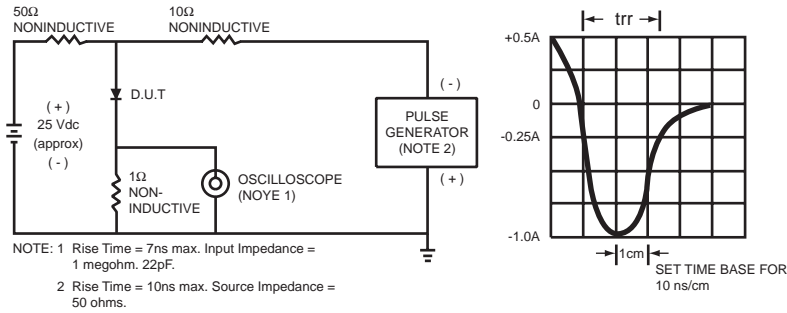 50Ω
NONINDUCTIVE
10Ω
NONINDUCTIVE
D.U.T
( + )
25 Vdc
(approx)
( - )
1Ω
NON-
INDUCTIVE
OSCILLOSCOPE
(NOYE 1)
( - )
PULSE
GENERATOR
(NOTE 2)
( + )
NOTE: 1 Rise Time = 7ns max. Input Impedance =
1 megohm. 22pF.
2 Rise Time = 10ns max. Source Impedance =
50 ohms.
trr
+0.5A
0
-0.25A
-1.0A
1cm
SET TIME BASE FOR
10 ns/cm